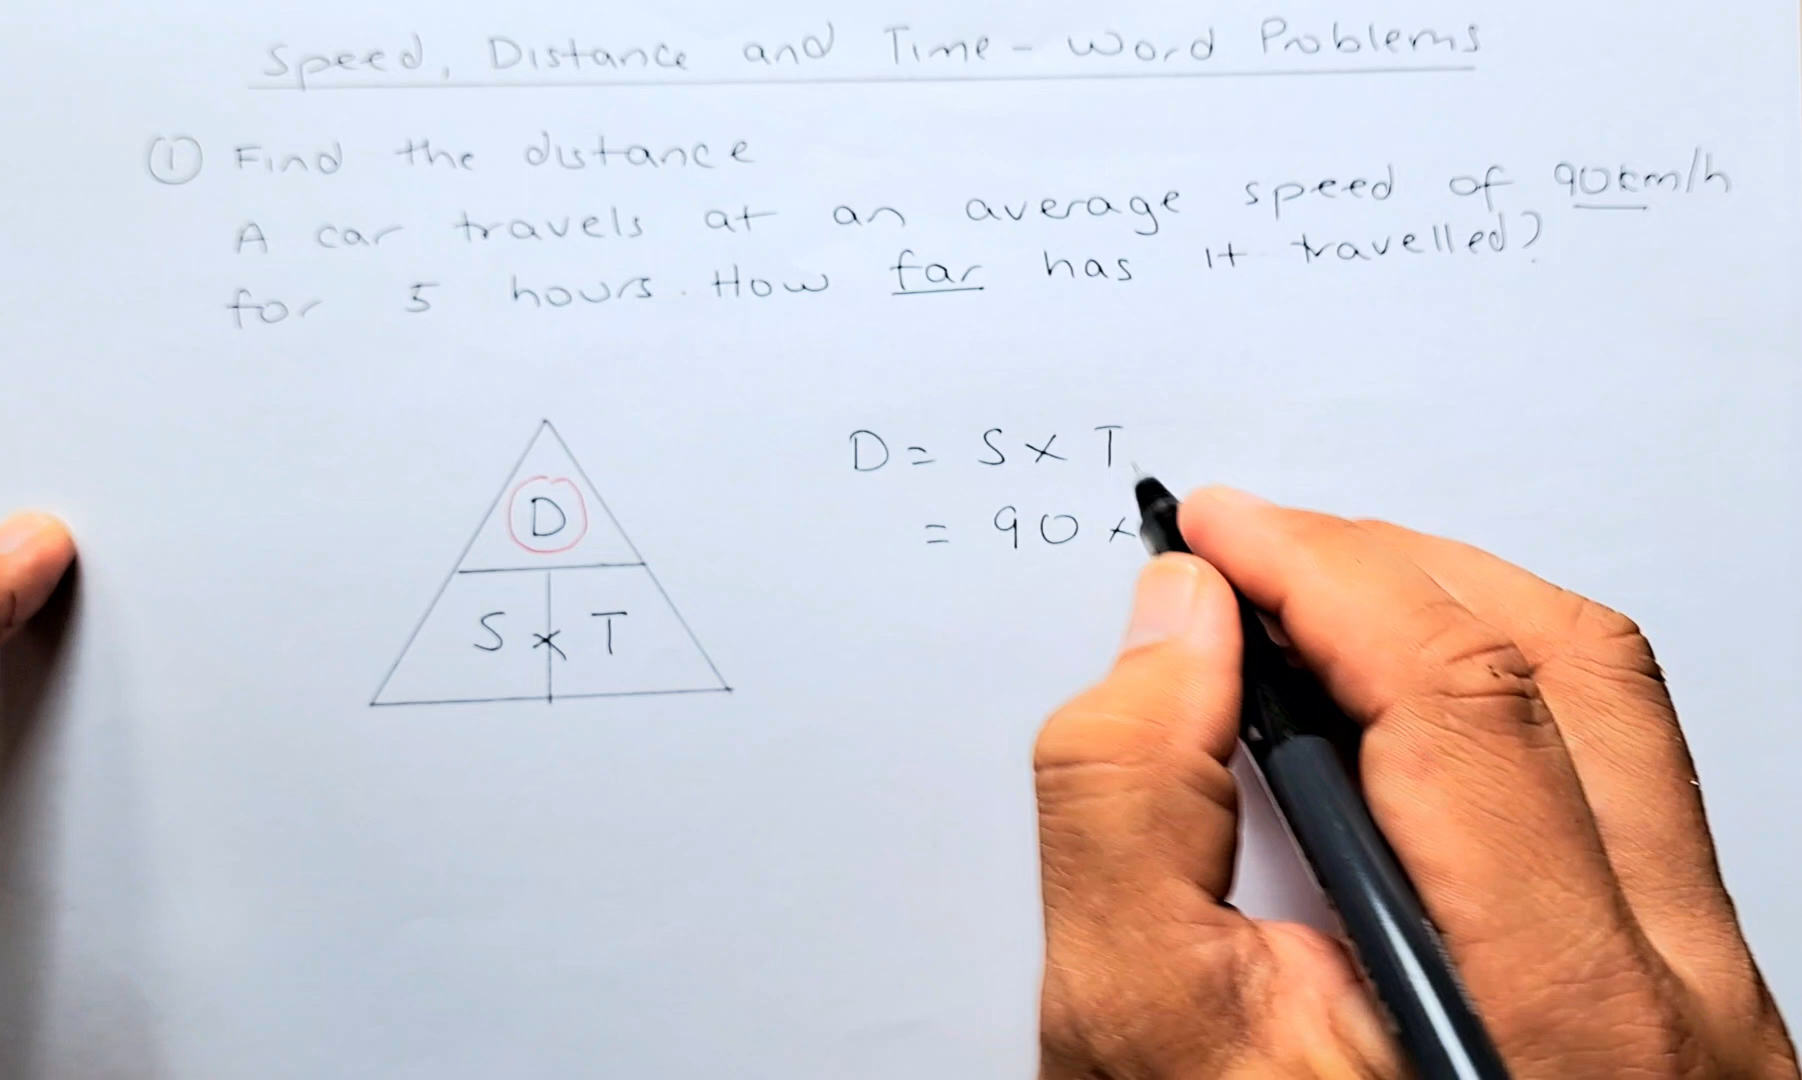 Speed, Distance and Time - Word Problems
① Find the distance
A car travels at an average speed of 90km/h
for 5 hours. How far has it travelled?
D = S × T
= 90 ×
D
S × T